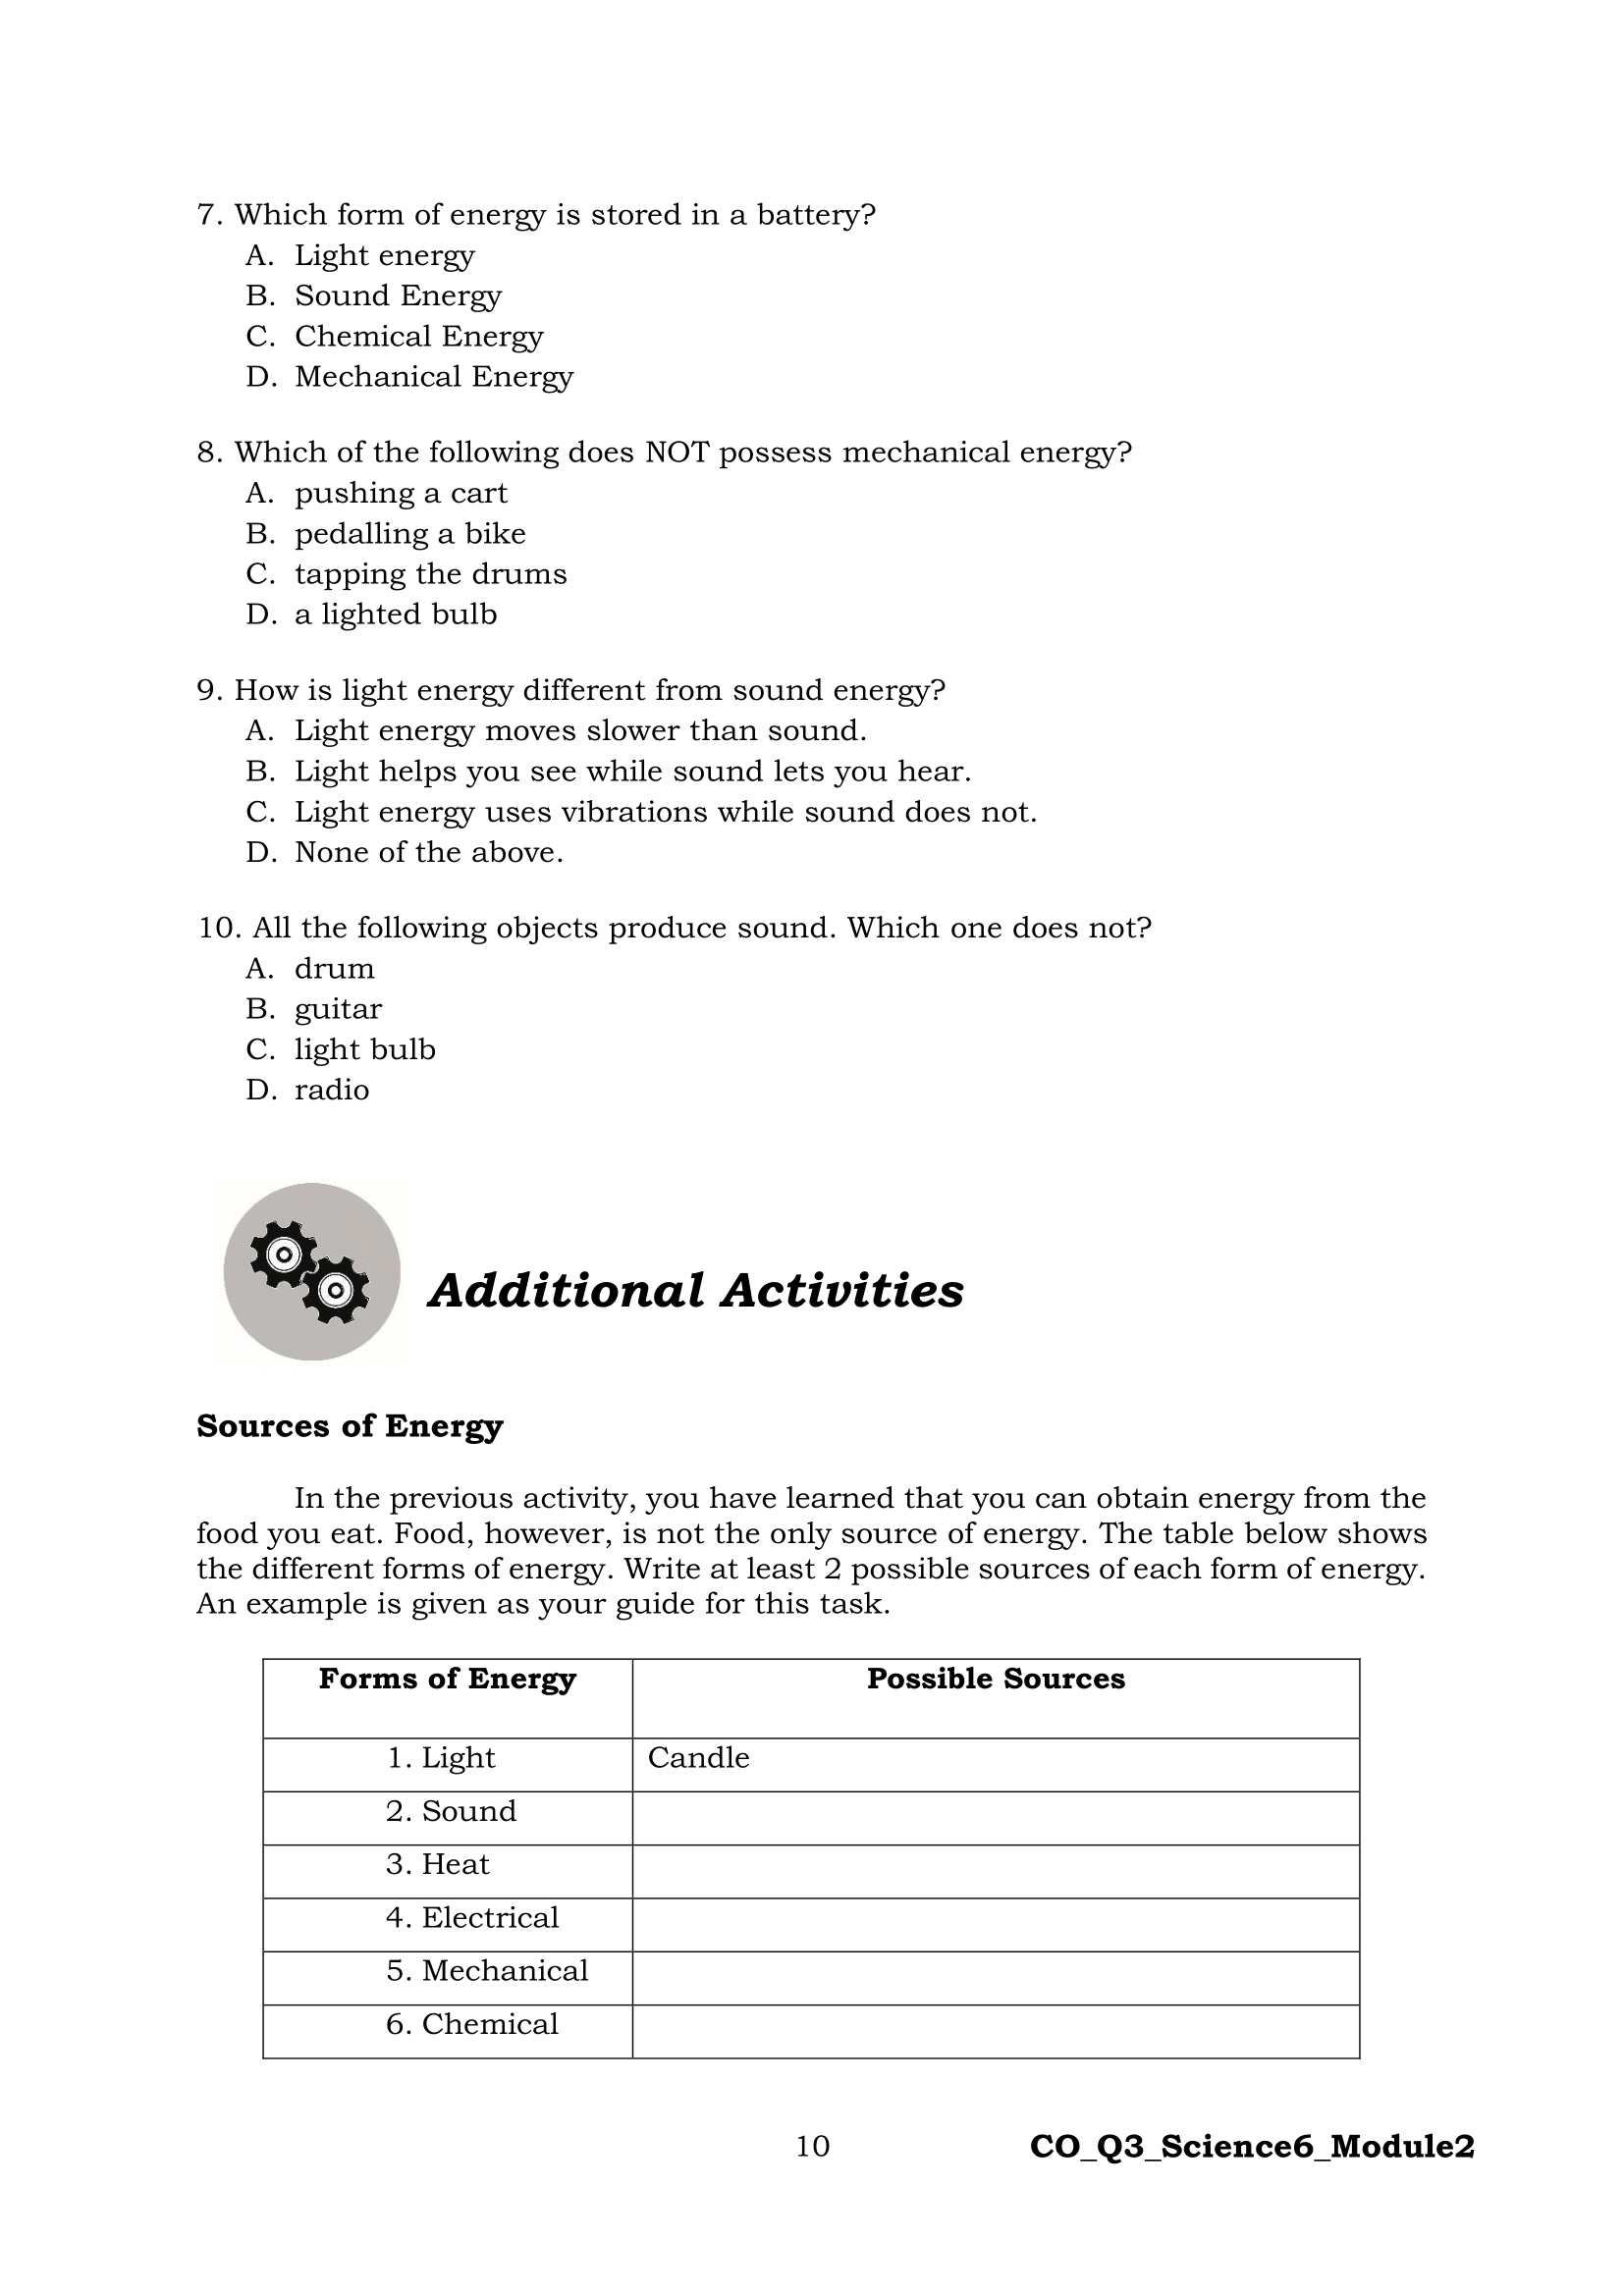 7. Which form of energy is stored in a battery?
A. Light energy
B. Sound Energy
C. Chemical Energy
D. Mechanical Energy
8. Which of the following does NOT possess mechanical energy?
A. pushing a cart
B. pedalling a bike
C. tapping the drums
D. a lighted bulb
9. How is light energy different from sound energy?
A. Light energy moves slower than sound.
B. Light helps you see while sound lets you hear.
C. Light energy uses vibrations while sound does not.
D. None of the above.
10. All the following objects produce sound. Which one does not?
A. drum
B. guitar
C. light bulb
D. radio
Additional Activities
Sources of Energy
In the previous activity, you have learned that you can obtain energy from the
food you eat. Food, however, is not the only source of energy. The table below shows
the different forms of energy. Write at least 2 possible sources of each form of energy.
An example is given as your guide for this task.
Forms of Energy Possible Sources
1. Light Candle
2. Sound
3. Heat
4. Electrical
5. Mechanical
6. Chemical
10 CO_Q3_Science6_Module2